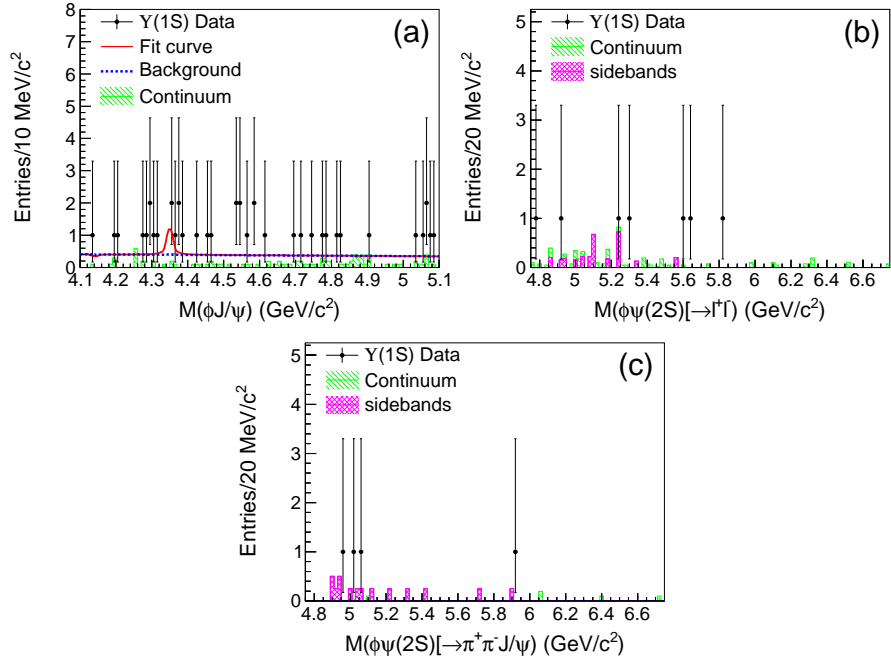 (a)
ϒ(1S) Data
Fit curve
Background
Continuum
Entries/10 MeV/c²
8
7
6
5
4
3
2
1
0
4.1 4.2 4.3 4.4 4.5 4.6 4.7 4.8 4.9 5 5.1
M(ϕJ/ψ) (GeV/c²)
(b)
ϒ(1S) Data
Continuum
sidebands
Entries/20 MeV/c²
5
4
3
2
1
0
4.8 5 5.2 5.4 5.6 5.8 6 6.2 6.4 6.6
M(ϕψ(2S)[→l⁺l⁻) (GeV/c²)
(c)
ϒ(1S) Data
Continuum
sidebands
Entries/20 MeV/c²
5
4
3
2
1
0
4.8 5 5.2 5.4 5.6 5.8 6 6.2 6.4 6.6
M(ϕψ(2S)[→π⁺π⁻J/ψ) (GeV/c²)